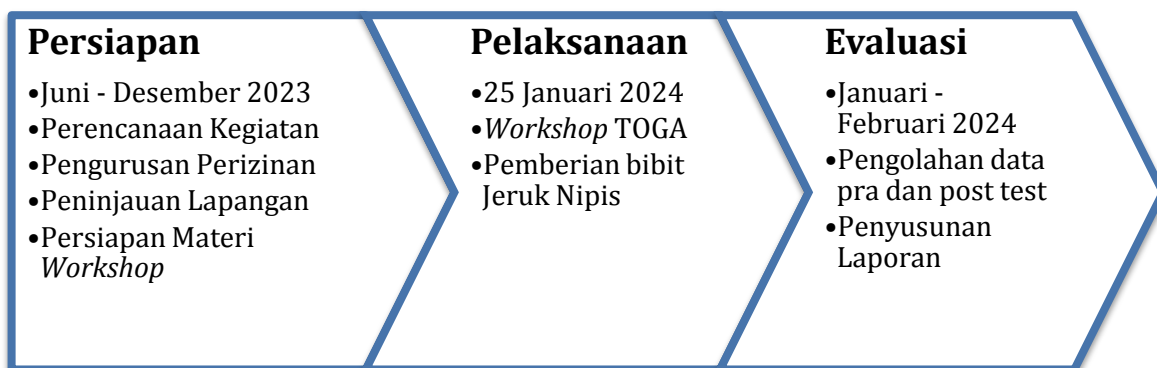 Persiapan
•Juni - Desember 2023
•Perencanaan Kegiatan
•Pengurusan Perizinan
•Peninjauan Lapangan
•Persiapan Materi
Workshop
Pelaksanaan
•25 Januari 2024
•Workshop TOGA
•Pemberian bibit
Jeruk Nipis
Evaluasi
•Januari -
Februari 2024
•Pengolahan data
pra dan post test
•Penyusunan
Laporan